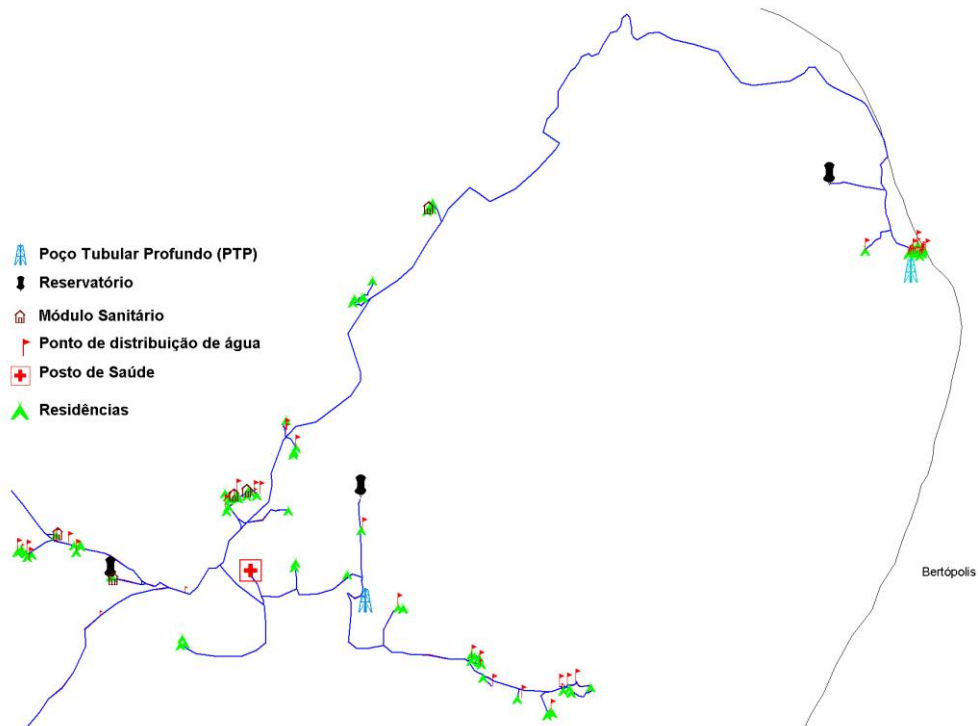 Poço Tubular Profundo (PTP)
Reservatório
Módulo Sanitário
Ponto de distribuição de água
Posto de Saúde
Residências
Bertópolis